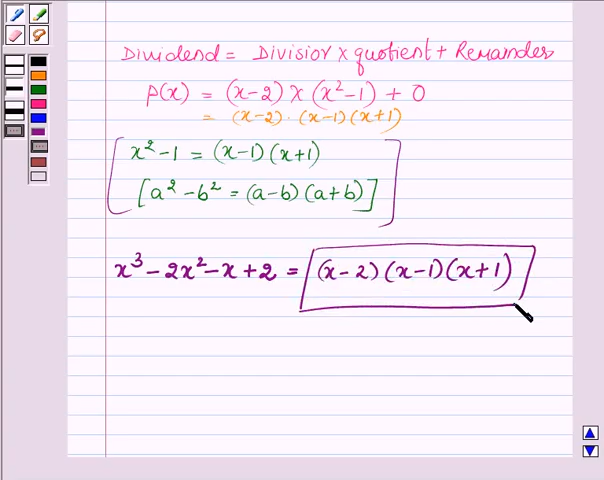 Dividend = Divisior × quotient + Remainder
p(x) = (x-2) × (x²-1) + 0
= (x-2) · (x-1) (x+1)
x² - 1 = (x-1) (x+1)
[a² - b² = (a-b) (a+b)]
x³ - 2x² - x + 2 = (x-2) (x-1) (x+1)